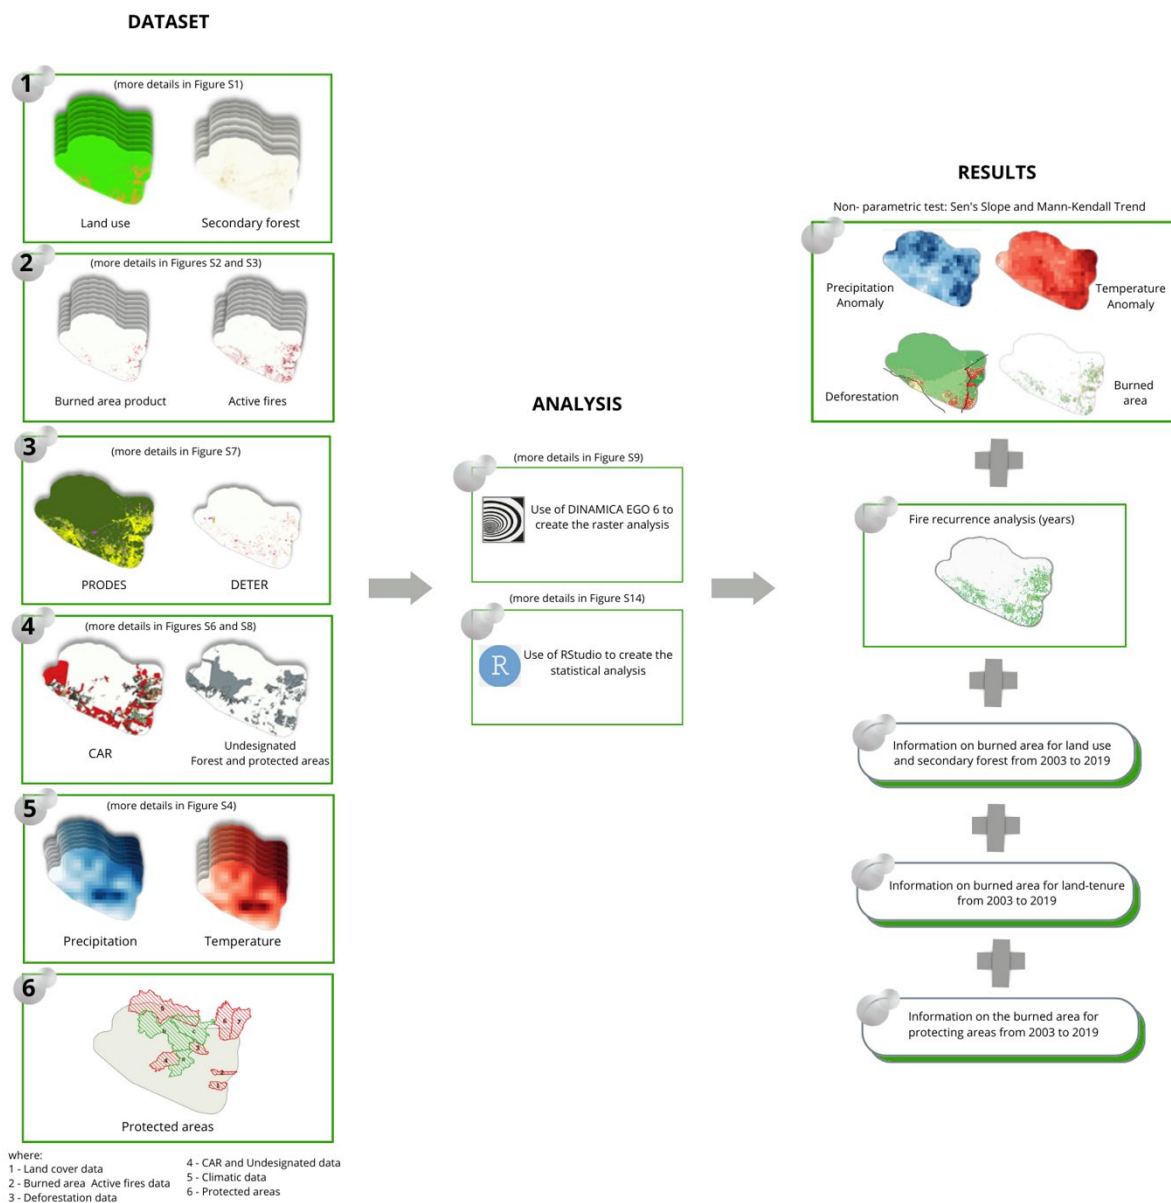 DATASET
1
(more details in Figure S1)
Land use
Secondary forest
2
(more details in Figures S2 and S3)
Burned area product
Active fires
3
(more details in Figure S7)
PRODES
DETER
4
(more details in Figures S6 and S8)
CAR
Undesignated
Forest and protected areas
5
(more details in Figure S4)
Precipitation
Temperature
6
Protected areas
where:
1 - Land cover data
2 - Burned area Active fires data
3 - Deforestation data
4 - CAR and Undesignated data
5 - Climatic data
6 - Protected areas
ANALYSIS
(more details in Figure S9)
Use of DINAMICA EGO 6 to
create the raster analysis
(more details in Figure S14)
R
Use of RStudio to create the
statistical analysis
RESULTS
Non- parametric test: Sen's Slope and Mann-Kendall Trend
Precipitation
Anomaly
Temperature
Anomaly
Deforestation
Burned
area
Fire recurrence analysis (years)
Information on burned area for land use
and secondary forest from 2003 to 2019
Information on burned area for land-tenure
from 2003 to 2019
Information on the burned area for
protecting areas from 2003 to 2019